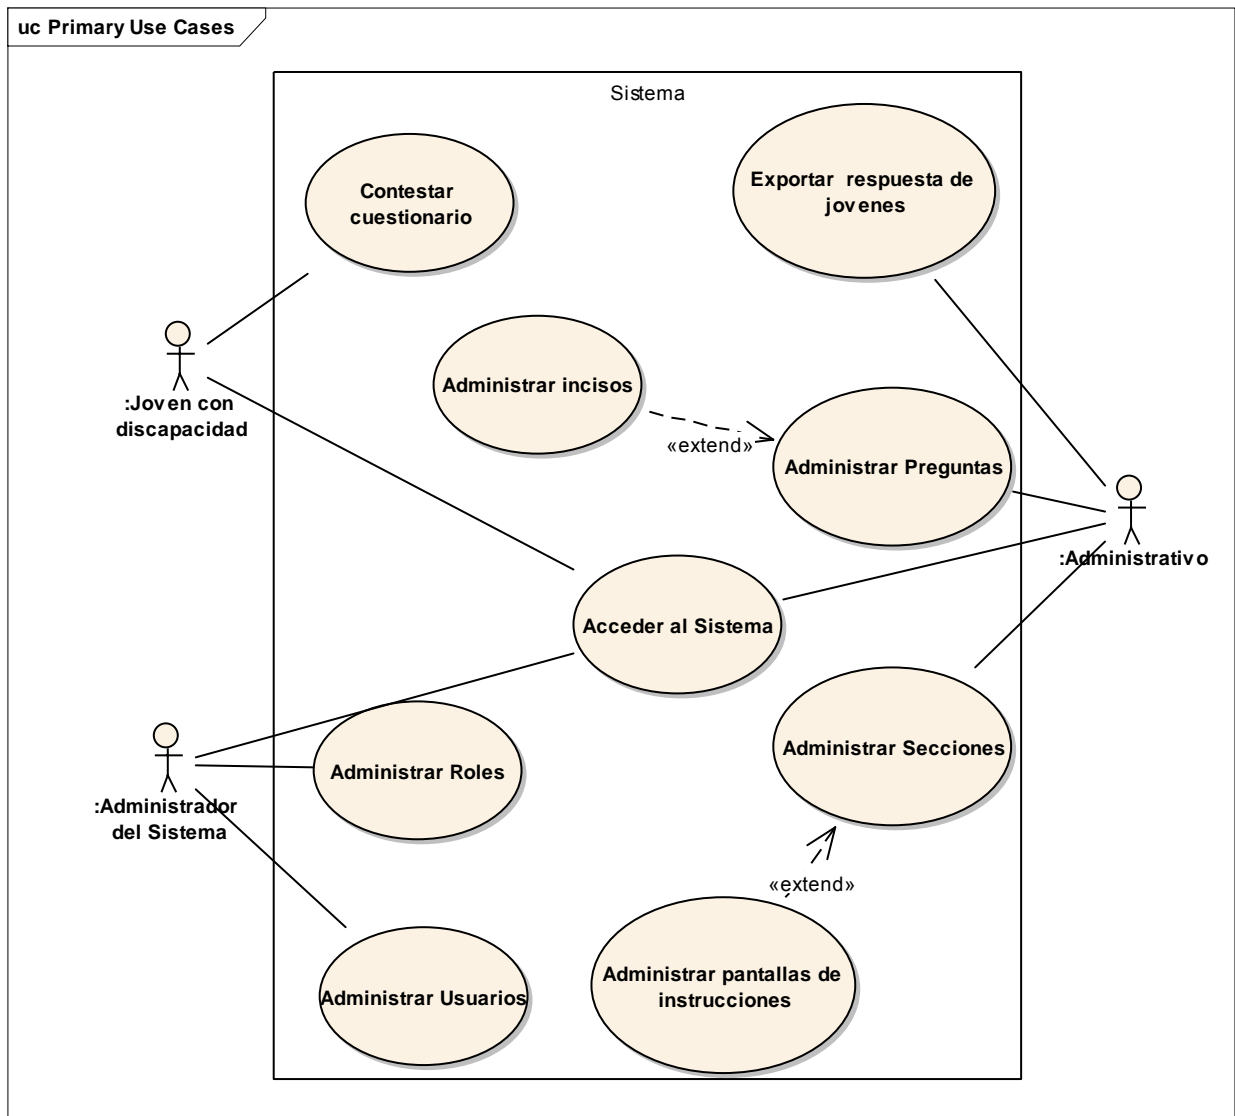 uc Primary Use Cases
Sistema
Contestar
cuestionario
Exportar respuesta de
jovenes
:Joven con
discapacidad
Administrar incisos
«extend»
Administrar Preguntas
:Administrativo
Acceder al Sistema
Administrar Secciones
:Administrador
del Sistema
Administrar Roles
«extend»
Administrar Usuarios
Administrar pantallas de
instrucciones